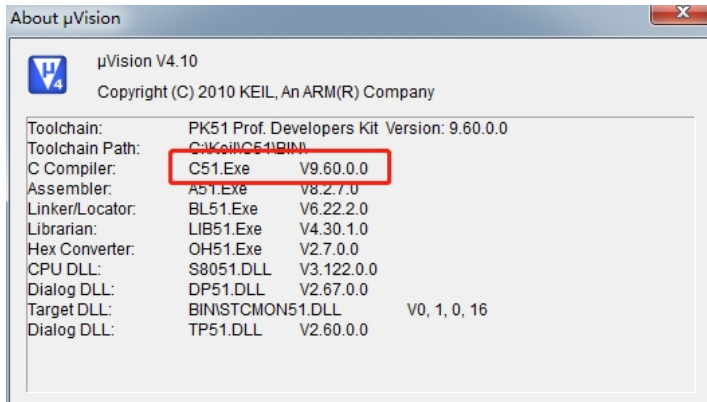 About µVision
µVision V4.10
Copyright (C) 2010 KEIL, An ARM(R) Company
Toolchain: PK51 Prof. Developers Kit Version: 9.60.0.0
Toolchain Path: C:\Keil\C51\BIN\
C Compiler: C51.Exe V9.60.0.0
Assembler: A51.Exe V8.2.7.0
Linker/Locator: BL51.Exe V6.22.2.0
Librarian: LIB51.Exe V4.30.1.0
Hex Converter: OH51.Exe V2.7.0.0
CPU DLL: S8051.DLL V3.122.0.0
Dialog DLL: DP51.DLL V2.67.0.0
Target DLL: BIN\STCMON51.DLL V0, 1, 0, 16
Dialog DLL: TP51.DLL V2.60.0.0